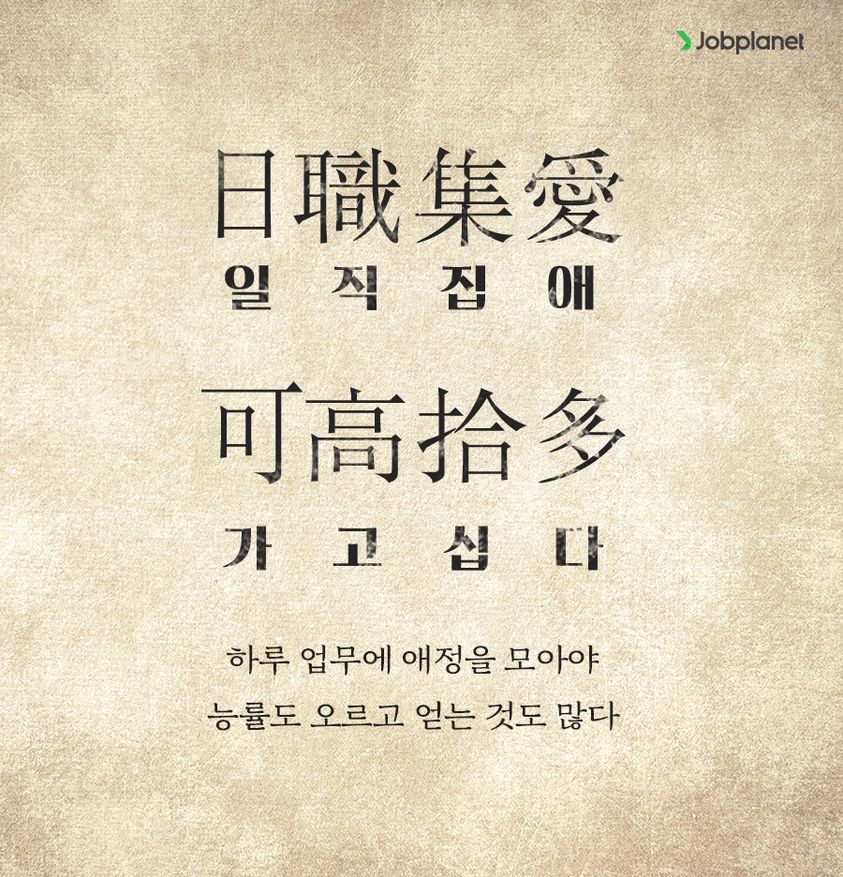 Jobplanet
日職集愛
일직집애
可高拾多
가고십다
하루 업무에 애정을 모아야
능률도 오르고 얻는 것도 많다